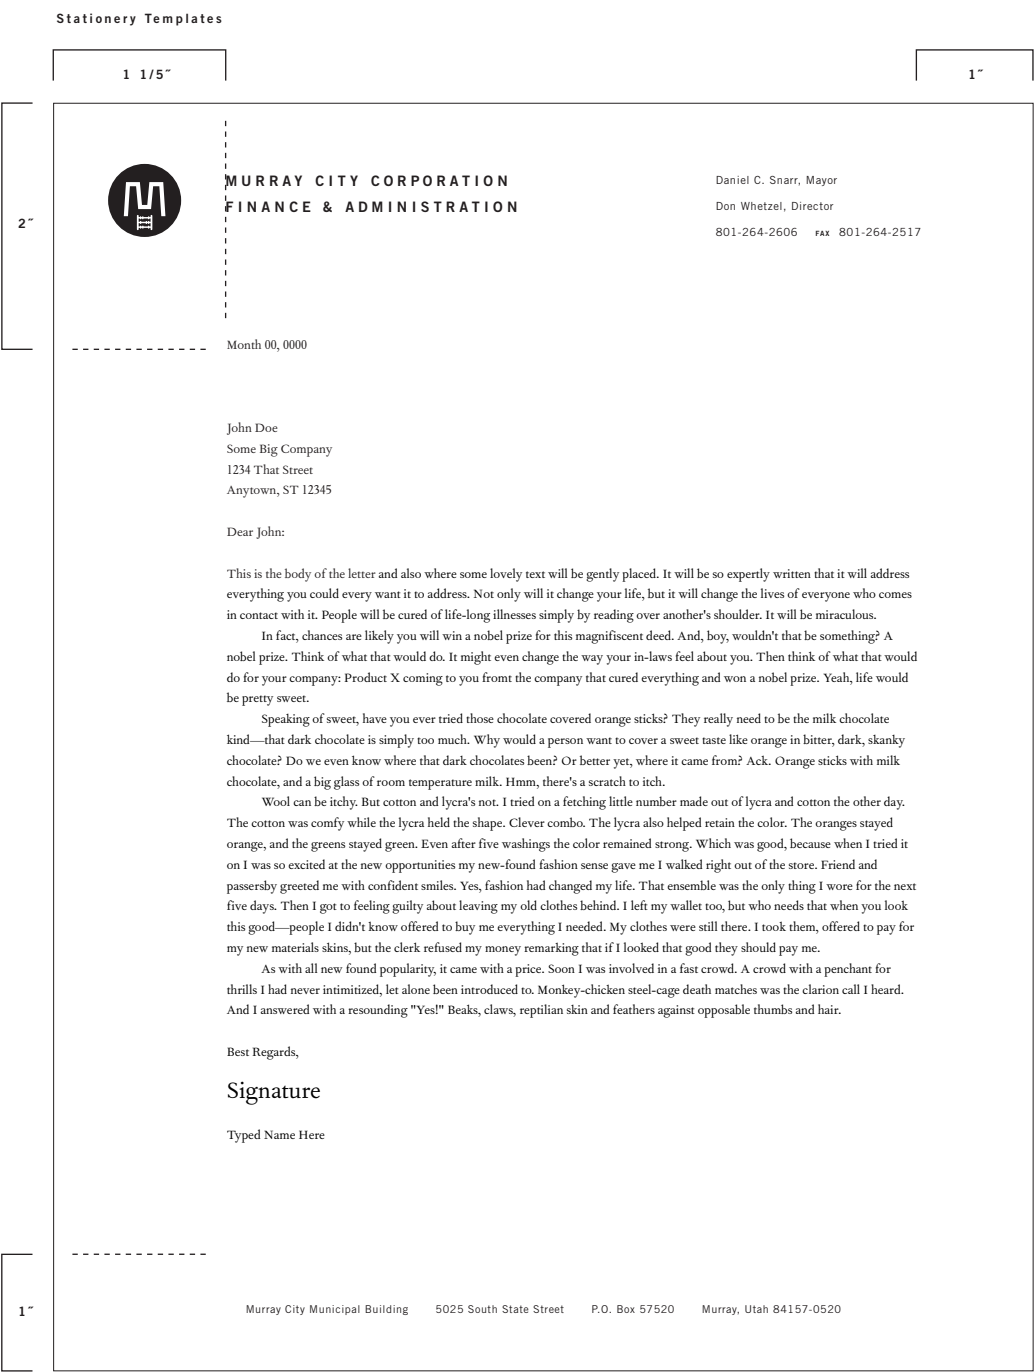 Stationery Templates
1 1/5˝
1˝
MURRAY CITY CORPORATION
FINANCE & ADMINISTRATION
Daniel C. Snarr, Mayor
Don Whetzel, Director
801-264-2606 FAX 801-264-2517
2˝
Month 00, 0000
John Doe
Some Big Company
1234 That Street
Anytown, ST 12345
Dear John:
This is the body of the letter and also where some lovely text will be gently placed. It will be so expertly written that it will address
everything you could every want it to address. Not only will it change your life, but it will change the lives of everyone who comes
in contact with it. People will be cured of life-long illnesses simply by reading over another's shoulder. It will be miraculous.
In fact, chances are likely you will win a nobel prize for this magnifiscent deed. And, boy, wouldn't that be something? A
nobel prize. Think of what that would do. It might even change the way your in-laws feel about you. Then think of what that would
do for your company: Product X coming to you fromt the company that cured everything and won a nobel prize. Yeah, life would
be pretty sweet.
Speaking of sweet, have you ever tried those chocolate covered orange sticks? They really need to be the milk chocolate
kind—that dark chocolate is simply too much. Why would a person want to cover a sweet taste like orange in bitter, dark, skanky
chocolate? Do we even know where that dark chocolates been? Or better yet, where it came from? Ack. Orange sticks with milk
chocolate, and a big glass of room temperature milk. Hmm, there's a scratch to itch.
Wool can be itchy. But cotton and lycra's not. I tried on a fetching little number made out of lycra and cotton the other day.
The cotton was comfy while the lycra held the shape. Clever combo. The lycra also helped retain the color. The oranges stayed
orange, and the greens stayed green. Even after five washings the color remained strong. Which was good, because when I tried it
on I was so excited at the new opportunities my new-found fashion sense gave me I walked right out of the store. Friend and
passersby greeted me with confident smiles. Yes, fashion had changed my life. That ensemble was the only thing I wore for the next
five days. Then I got to feeling guilty about leaving my old clothes behind. I left my wallet too, but who needs that when you look
this good—people I didn't know offered to buy me everything I needed. My clothes were still there. I took them, offered to pay for
my new materials skins, but the clerk refused my money remarking that if I looked that good they should pay me.
As with all new found popularity, it came with a price. Soon I was involved in a fast crowd. A crowd with a penchant for
thrills I had never intimitized, let alone been introduced to. Monkey-chicken steel-cage death matches was the clarion call I heard.
And I answered with a resounding "Yes!" Beaks, claws, reptilian skin and feathers against opposable thumbs and hair.
Best Regards,
Signature
Typed Name Here
1˝
Murray City Municipal Building 5025 South State Street P.O. Box 57520 Murray, Utah 84157-0520